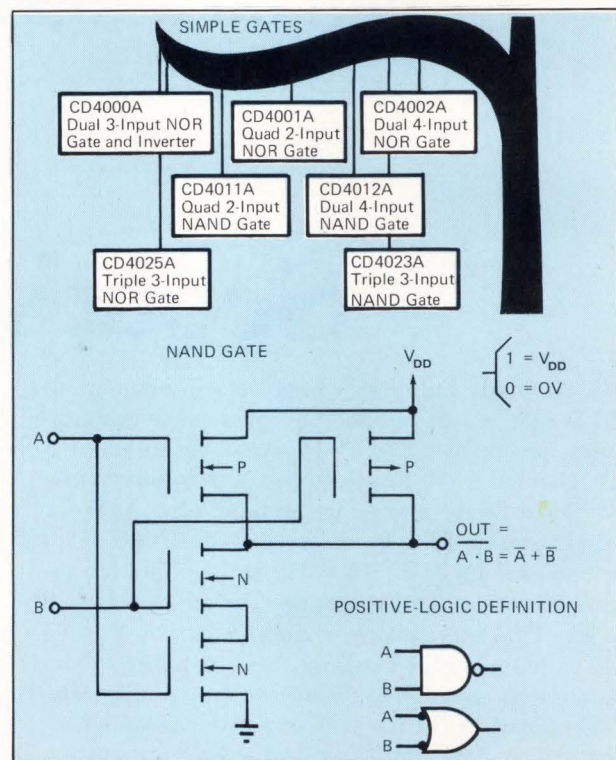 SIMPLE GATES
CD4000A
Dual 3-Input NOR
Gate and Inverter
CD4001A
Quad 2-Input
NOR Gate
CD4002A
Dual 4-Input
NOR Gate
CD4011A
Quad 2-Input
NAND Gate
CD4012A
Dual 4-Input
NAND Gate
CD4025A
Triple 3-Input
NOR Gate
CD4023A
Triple 3-Input
NAND Gate
NAND GATE
V_DD
1 = V_DD
0 = OV
A
P
P
OUT =
A̅ ̅·̅ ̅B̅ = A̅ + B̅
N
B
POSITIVE-LOGIC DEFINITION
N
A
B
A
B